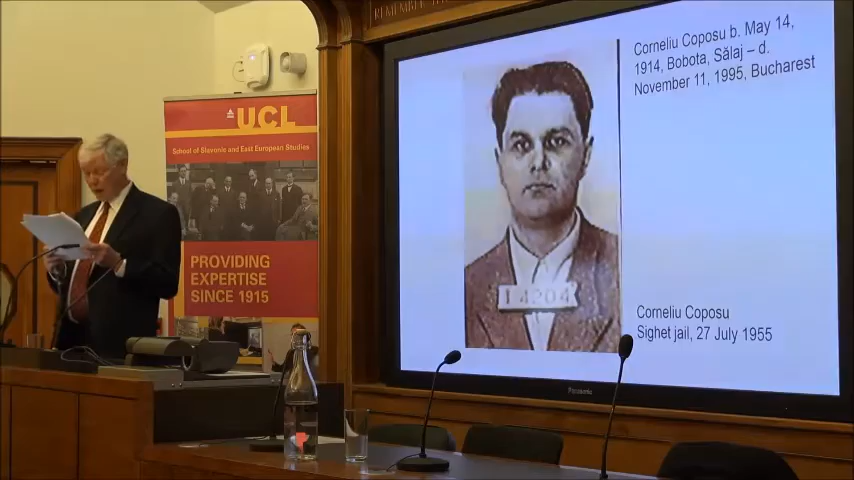 REMEMBER
UCL
School of Slavonic and East European Studies
PROVIDING
EXPERTISE
SINCE 1915
Corneliu Coposu b. May 14,
1914, Bobota, Sălaj – d.
November 11, 1995, Bucharest
14204
Corneliu Coposu
Sighet jail, 27 July 1955
Panasonic